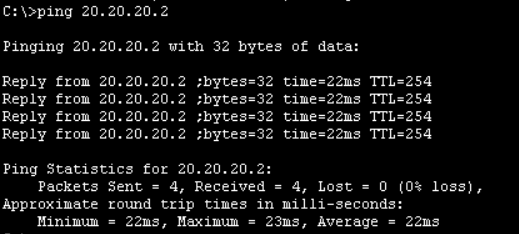 C:\>ping 20.20.20.2
Pinging 20.20.20.2 with 32 bytes of data:
Reply from 20.20.20.2 ;bytes=32 time=22ms TTL=254
Reply from 20.20.20.2 ;bytes=32 time=22ms TTL=254
Reply from 20.20.20.2 ;bytes=32 time=22ms TTL=254
Reply from 20.20.20.2 ;bytes=32 time=22ms TTL=254
Ping Statistics for 20.20.20.2:
Packets Sent = 4, Received = 4, Lost = 0 (0% loss),
Approximate round trip times in milli-seconds:
Minimum = 22ms, Maximum = 23ms, Average = 22ms